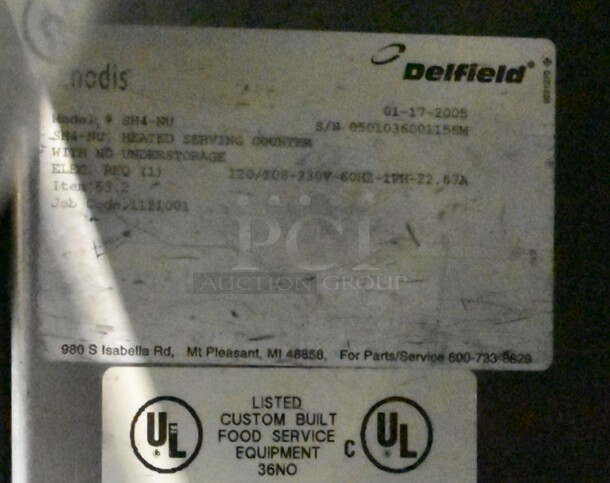 nodis
Delfield®
01-17-2005
Model # SH4-NU
S/N 0501036001156M
SH4-NU HEATED SERVING COUNTER
WITH NO UNDERSTORAGE
ELEC. REQ (1) 120/208-230V-60HZ-1PH-22.67A
Item 69.2
Job Code 1121001
PCI
AUCTION GROUP
980 S Isabella Rd, Mt Pleasant, MI 48858, For Parts/Service 800-733-8829
UL
®
LISTED
CUSTOM BUILT
FOOD SERVICE
EQUIPMENT
36NO
C UL
®